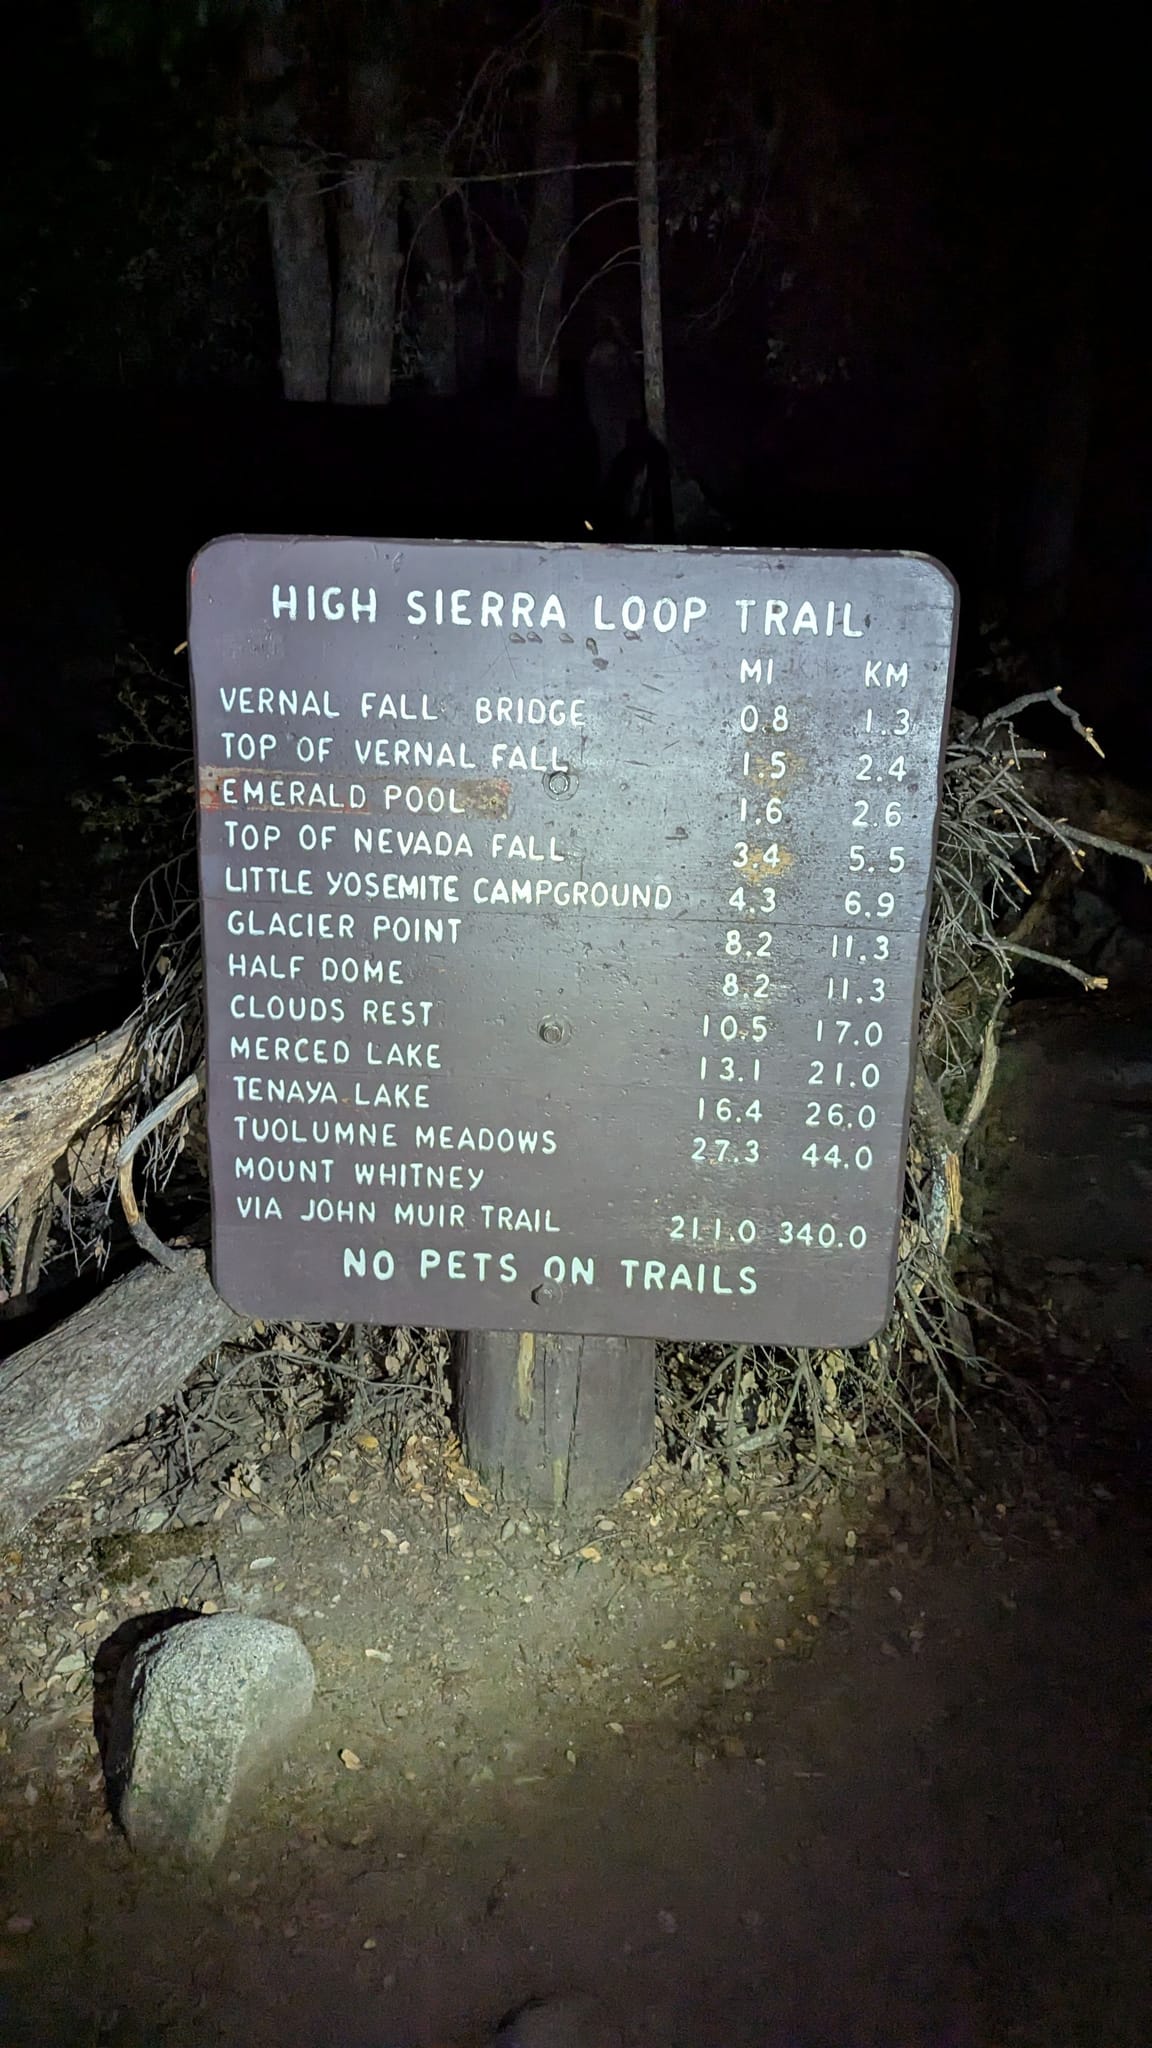 HIGH SIERRA LOOP TRAIL
MI KM
VERNAL FALL BRIDGE 0.8 1.3
TOP OF VERNAL FALL 1.5 2.4
EMERALD POOL 1.6 2.6
TOP OF NEVADA FALL 3.4 5.5
LITTLE YOSEMITE CAMPGROUND 4.3 6.9
GLACIER POINT 8.2 11.3
HALF DOME 8.2 11.3
CLOUDS REST 10.5 17.0
MERCED LAKE 13.1 21.0
TENAYA LAKE 16.4 26.0
TUOLUMNE MEADOWS 27.3 44.0
MOUNT WHITNEY
VIA JOHN MUIR TRAIL 211.0 340.0
NO PETS ON TRAILS